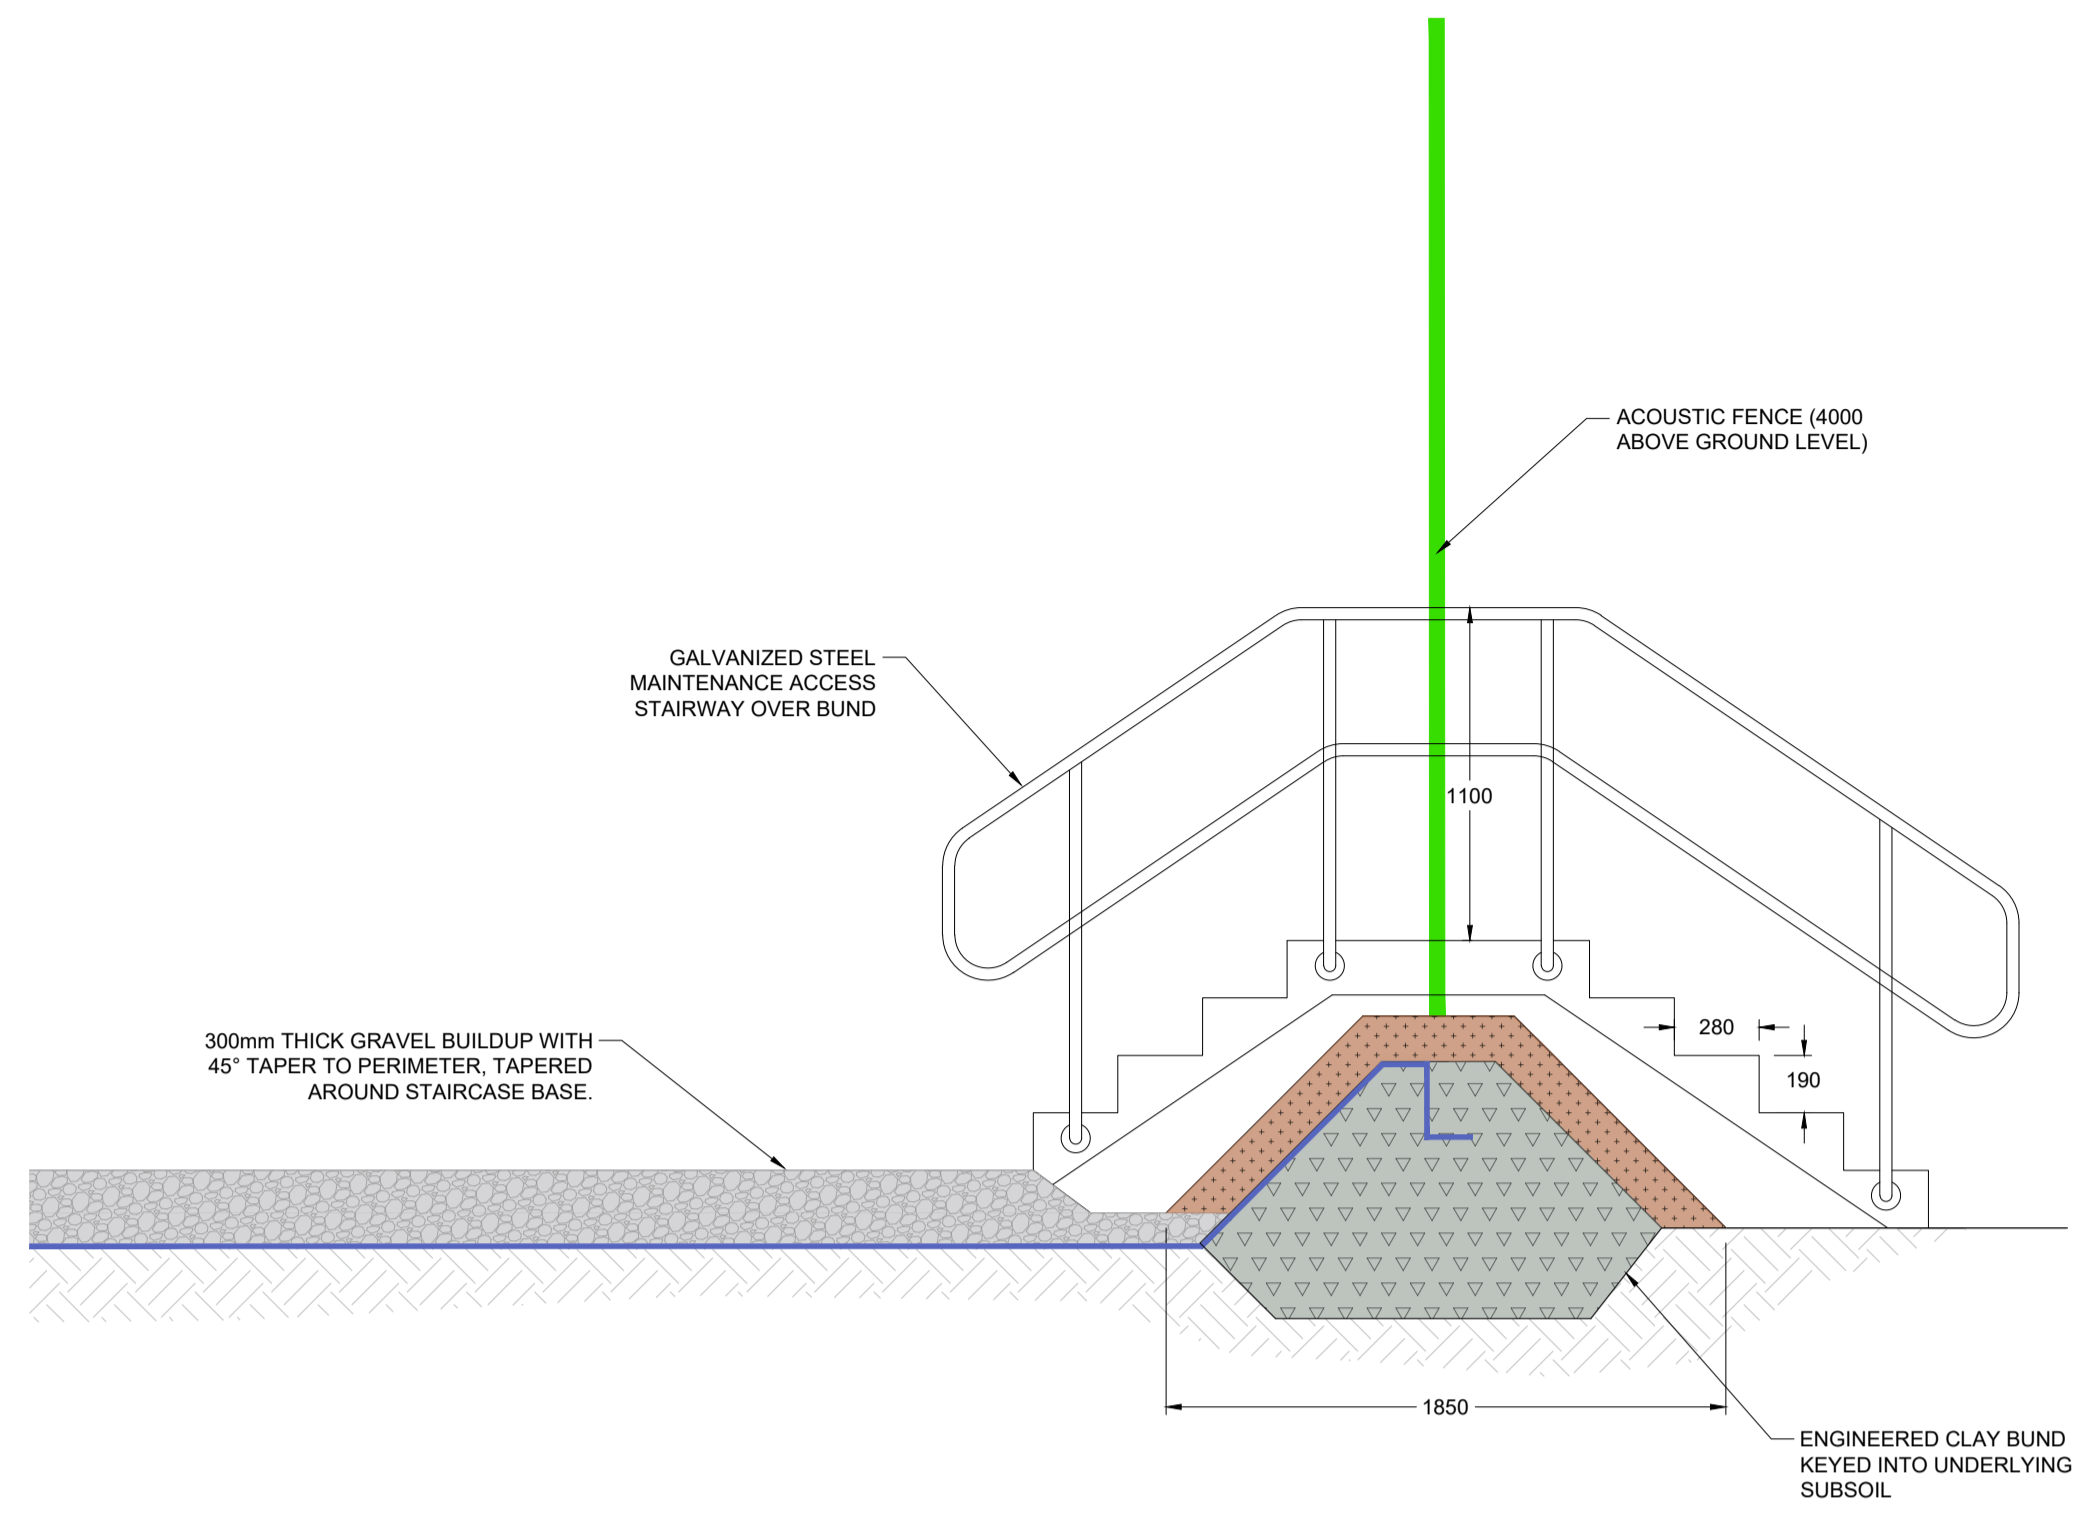 ACOUSTIC FENCE (4000
ABOVE GROUND LEVEL)
GALVANIZED STEEL
MAINTENANCE ACCESS
STAIRWAY OVER BUND
1100
280
190
300mm THICK GRAVEL BUILDUP WITH
45° TAPER TO PERIMETER, TAPERED
AROUND STAIRCASE BASE.
1850
ENGINEERED CLAY BUND
KEYED INTO UNDERLYING
SUBSOIL